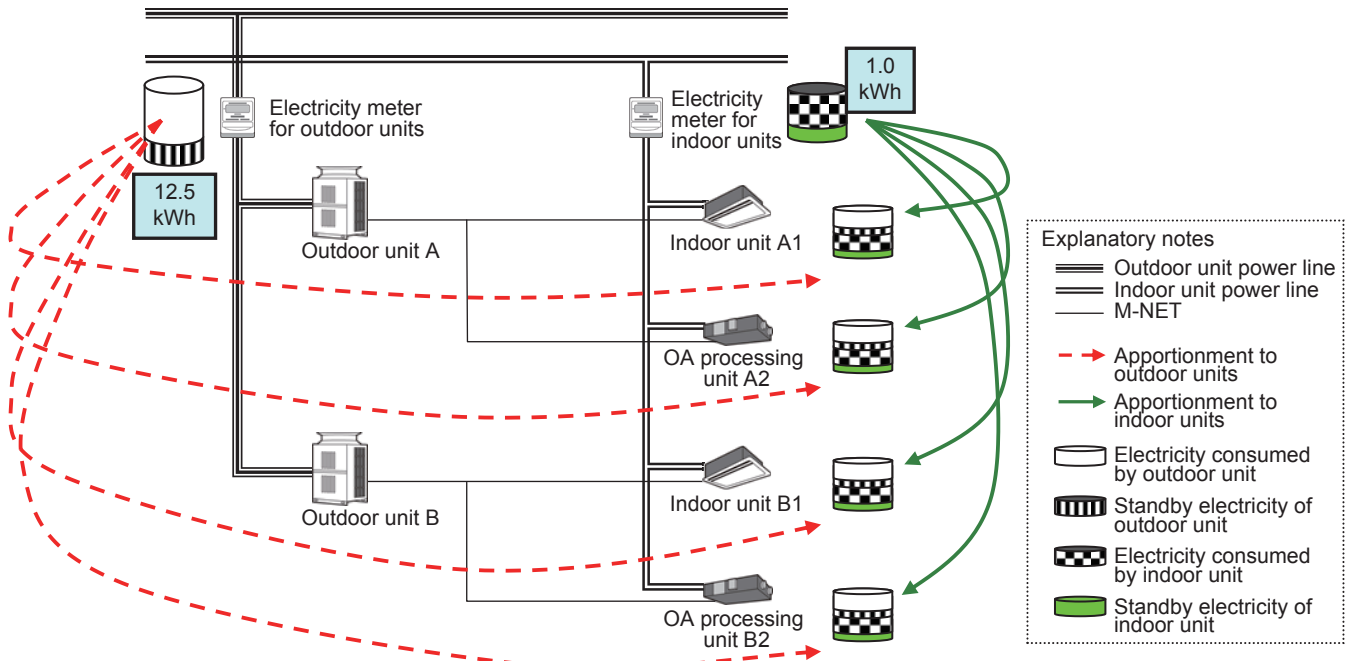 1.0
kWh
Electricity meter
for outdoor units
Electricity
meter for
indoor units
12.5
kWh
Outdoor unit A
Indoor unit A1
OA processing
unit A2
Outdoor unit B
Indoor unit B1
OA processing
unit B2
Explanatory notes
Outdoor unit power line
Indoor unit power line
M-NET
Apportionment to
outdoor units
Apportionment to
indoor units
Electricity consumed
by outdoor unit
Standby electricity of
outdoor unit
Electricity consumed
by indoor unit
Standby electricity of
indoor unit